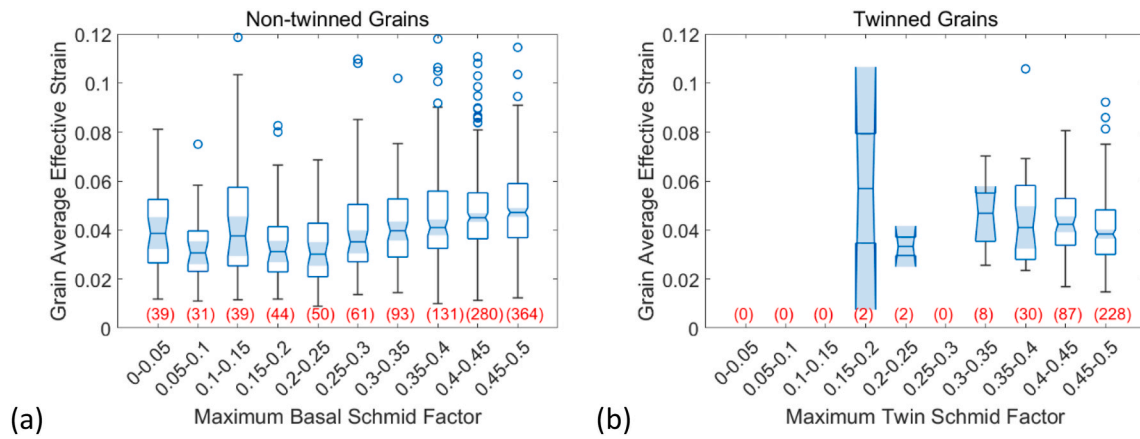 Non-twinned Grains
0.12
0.1
0.08
0.06
0.04
0.02
0
Grain Average Effective Strain
(39) (31) (39) (44) (50) (61) (93) (131) (280) (364)
0-0.05 0.05-0.1 0.1-0.15 0.15-0.2 0.2-0.25 0.25-0.3 0.3-0.35 0.35-0.4 0.4-0.45 0.45-0.5
(a) Maximum Basal Schmid Factor
Twinned Grains
0.12
0.1
0.08
0.06
0.04
0.02
0
Grain Average Effective Strain
(0) (0) (0) (2) (2) (0) (8) (30) (87) (228)
0-0.05 0.05-0.1 0.1-0.15 0.15-0.2 0.2-0.25 0.25-0.3 0.3-0.35 0.35-0.4 0.4-0.45 0.45-0.5
(b) Maximum Twin Schmid Factor